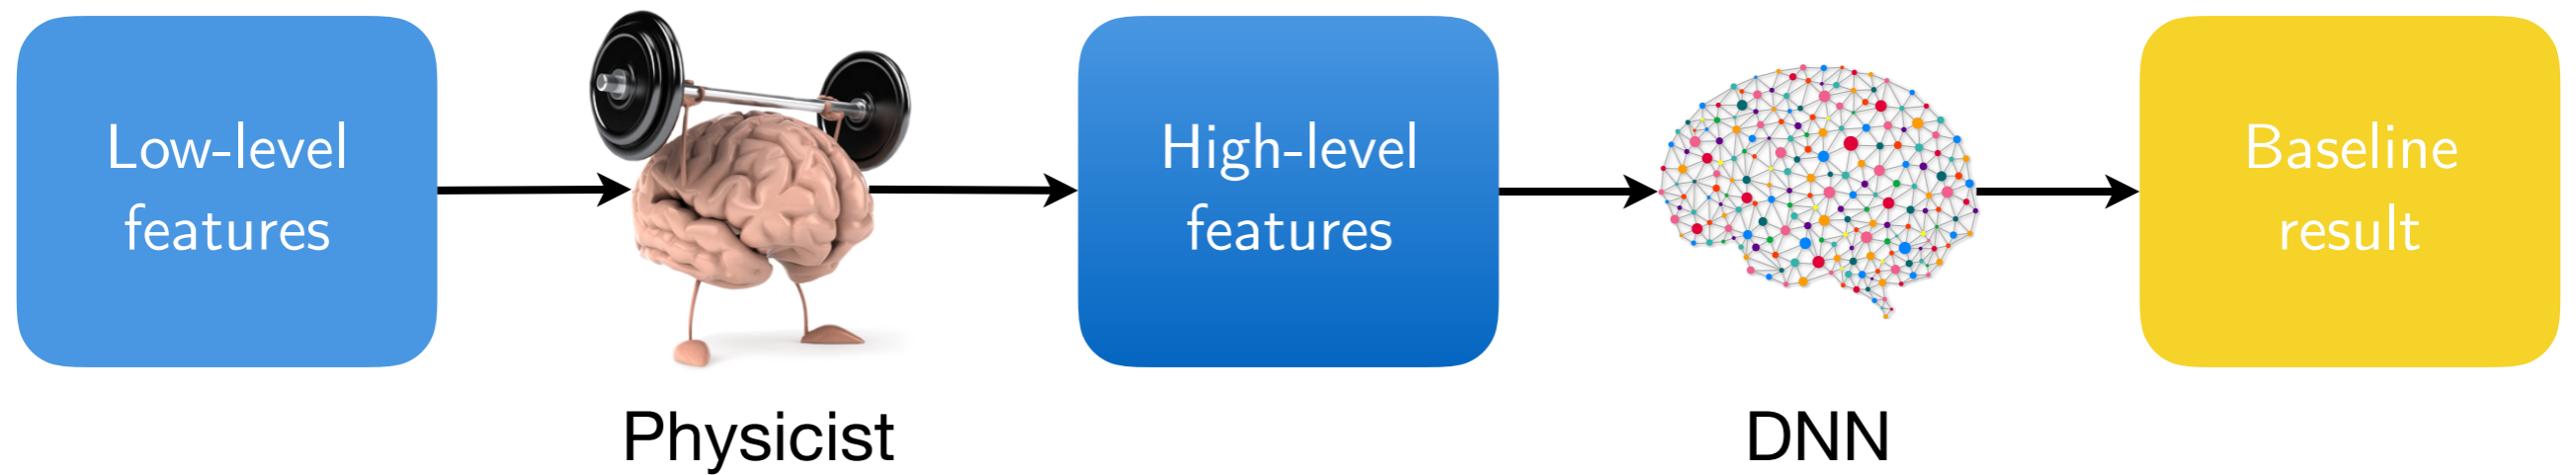 Low-level
features
High-level
features
Baseline
result
Physicist
DNN